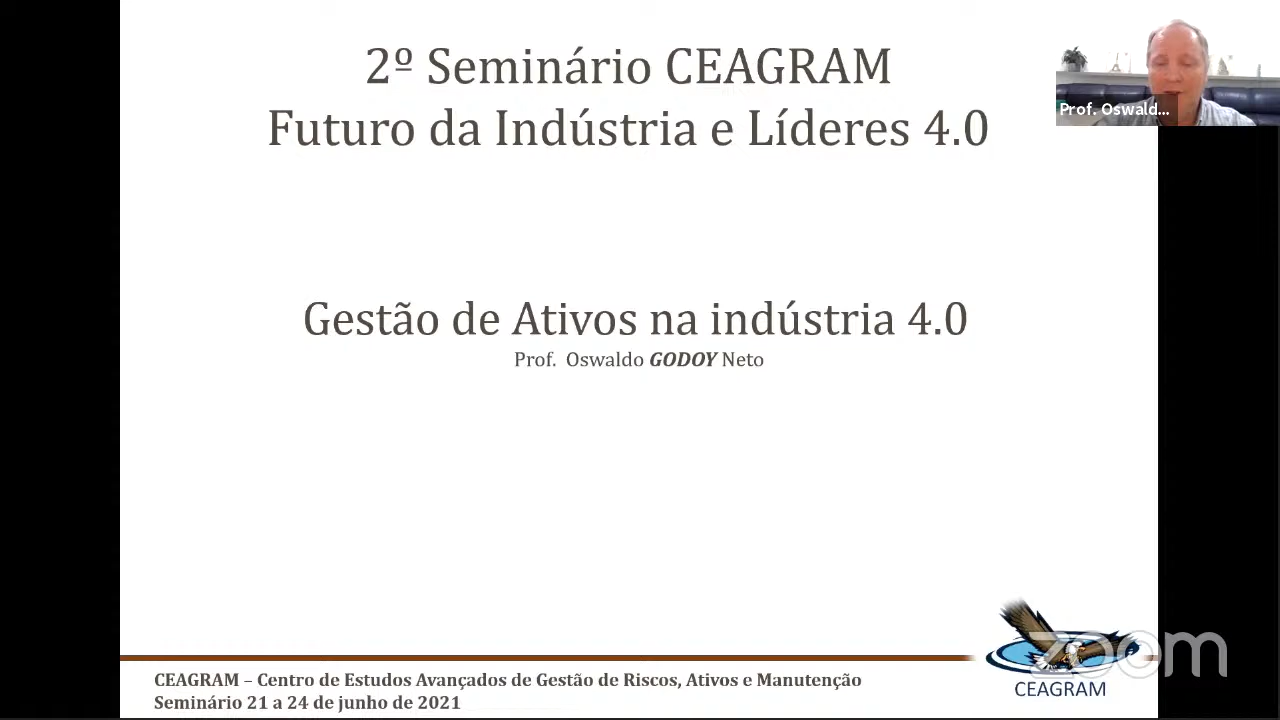 2º Seminário CEAGRAM
Futuro da Indústria e Líderes 4.0
Prof. Oswald...
Gestão de Ativos na indústria 4.0
Prof. Oswaldo GODOY Neto
zoom
CEAGRAM
CEAGRAM – Centro de Estudos Avançados de Gestão de Riscos, Ativos e Manutenção
Seminário 21 a 24 de junho de 2021